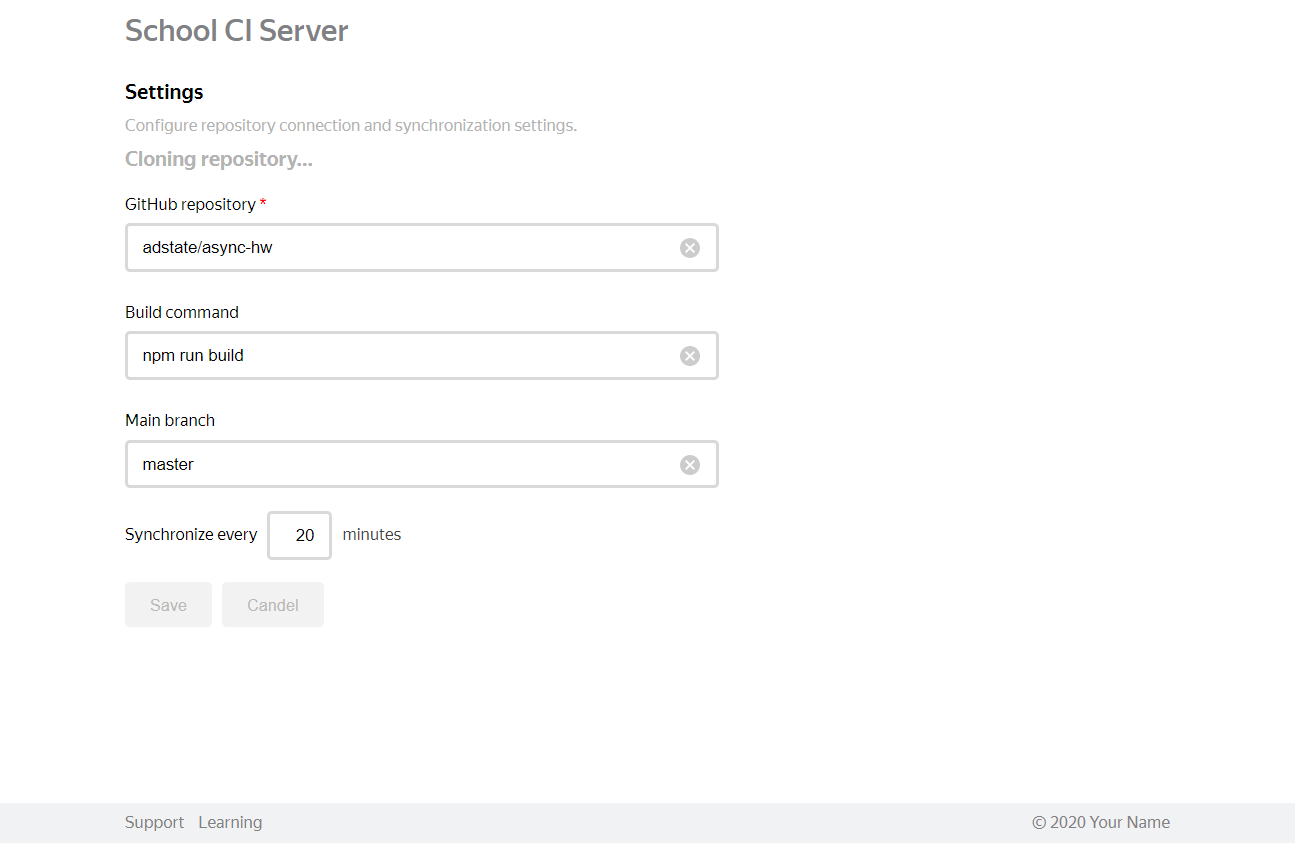 School CI Server
Settings
Configure repository connection and synchronization settings.
Cloning repository...
GitHub repository *
adstate/async-hw
Build command
npm run build
Main branch
master
Synchronize every 20 minutes
Save Candel
Support Learning © 2020 Your Name